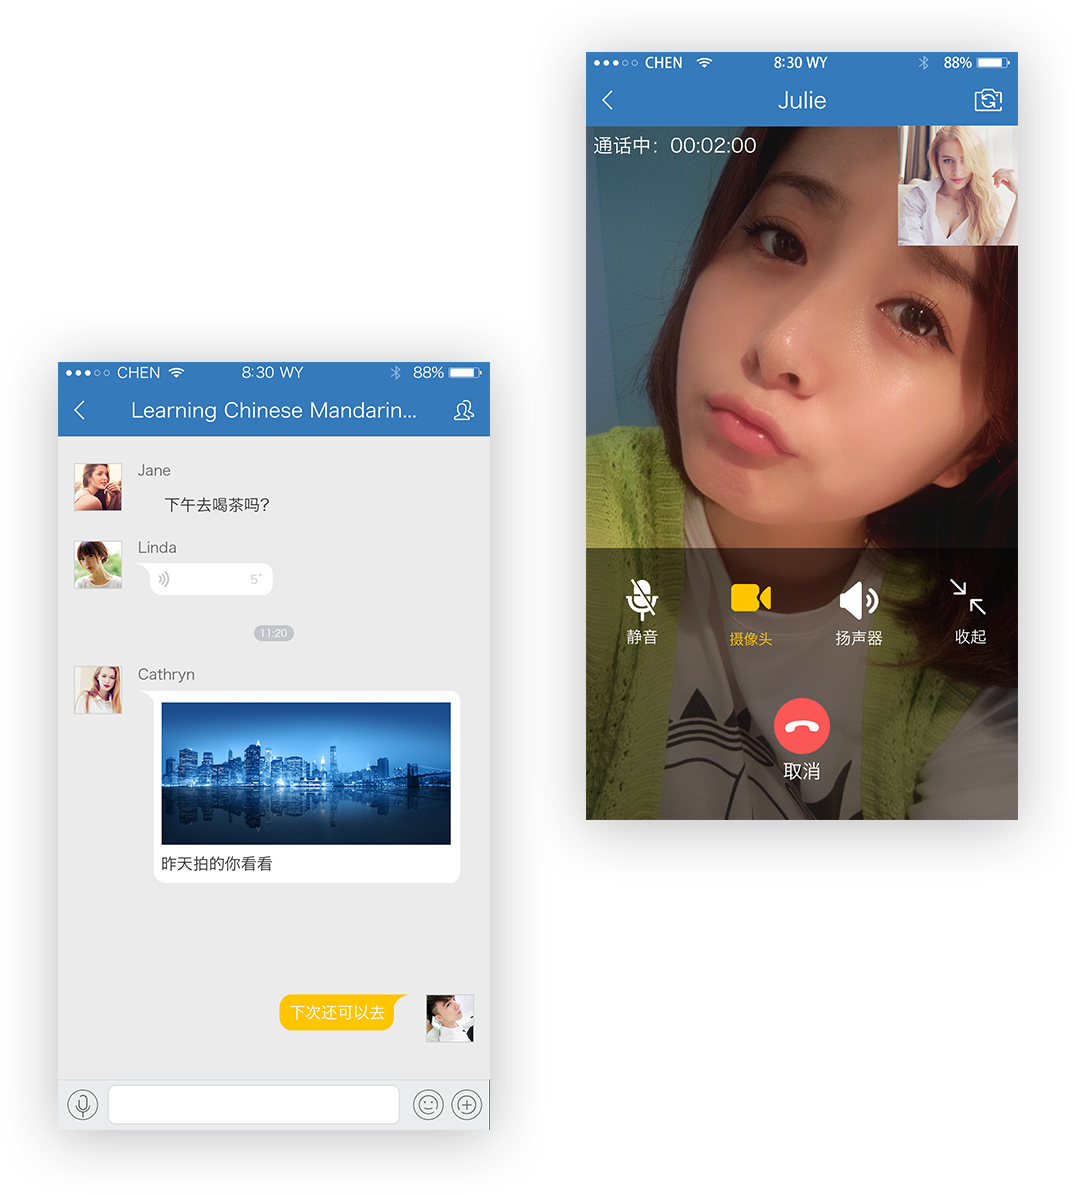 CHEN 8:30 WY 88%
Julie
通话中：00:02:00
静音 摄像头 扬声器 收起
取消
CHEN 8:30 WY 88%
Learning Chinese Mandarin...
Jane
下午去喝茶吗?
Linda
5"
11:20
Cathryn
昨天拍的你看看
下次还可以去